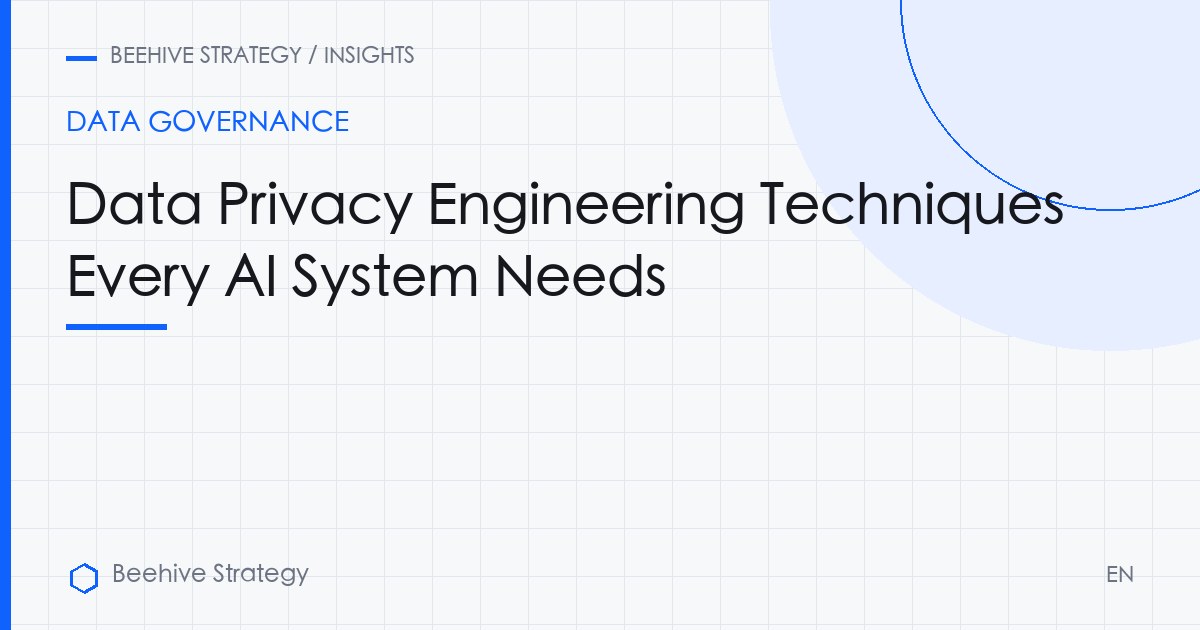 BEEHIVE STRATEGY / INSIGHTS
DATA GOVERNANCE
Data Privacy Engineering Techniques
Every AI System Needs
Beehive Strategy
EN